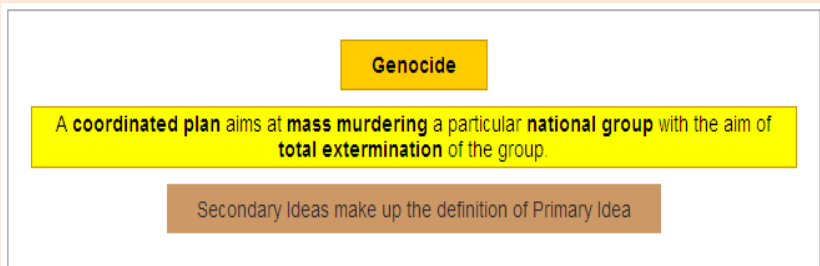 Genocide
A coordinated plan aims at mass murdering a particular national group with the aim of
total extermination of the group.
Secondary Ideas make up the definition of Primary Idea